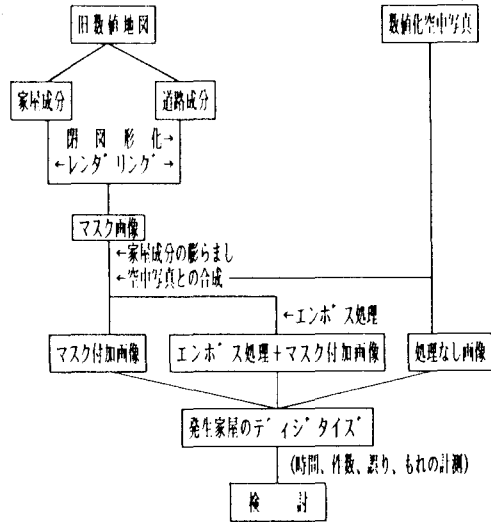 旧数値地図
数値化空中写真
家屋成分
道路成分
閉図形化→
←レンダリング→
マスク画像
←家屋成分の膨らまし
←空中写真との合成
←エンボス処理
マスク付加画像
エンボス処理+マスク付加画像
処理なし画像
発生家屋のディジタイズ
(時間、件数、誤り、もれの計測)
検討